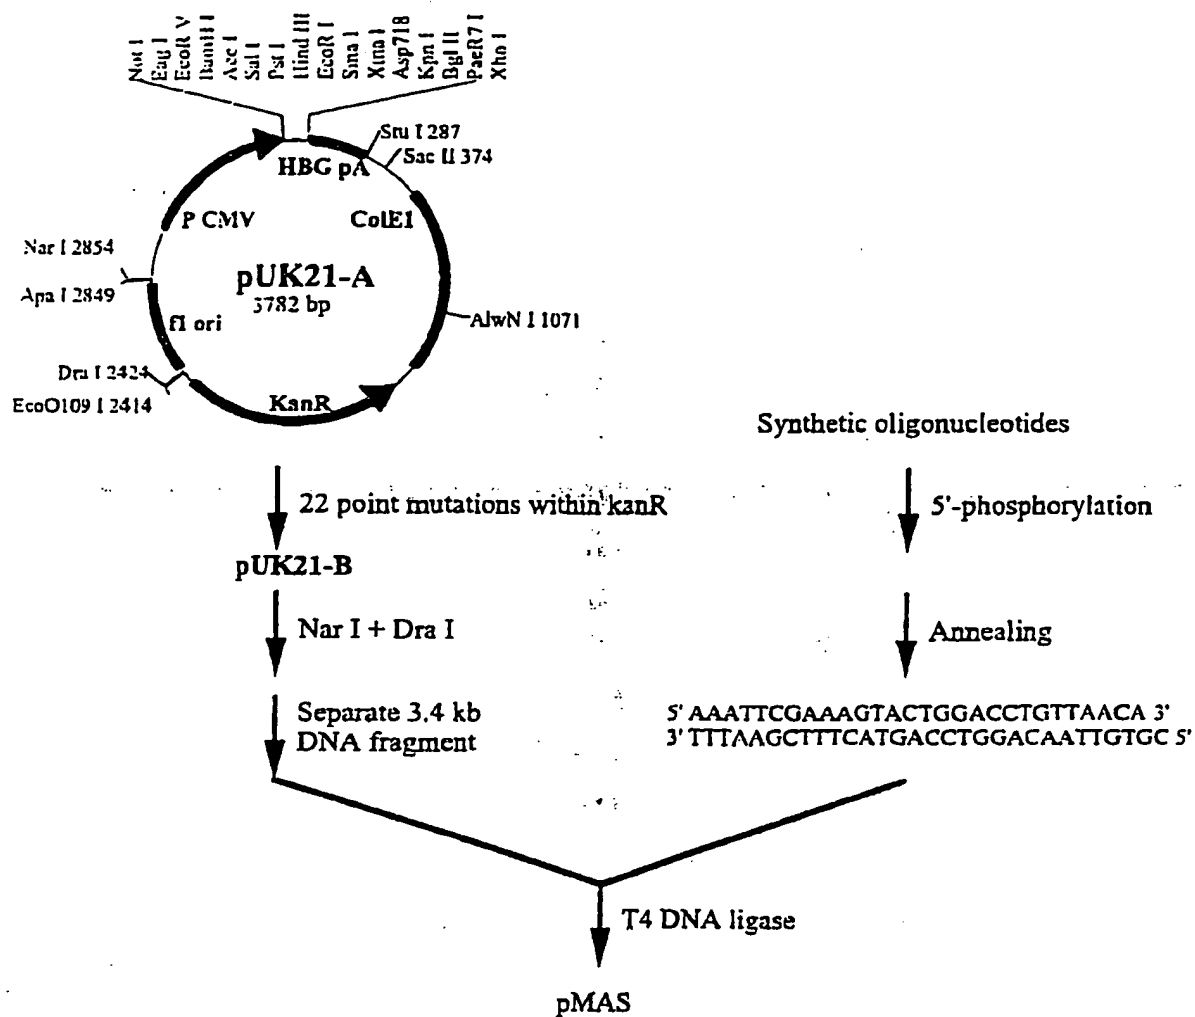 Not I
Eag I
EcoR V
BamH I
Acc I
Sal I
Pst I
Hind III
EcoR I
Sma I
Xma I
Asp718
Kpn I
Bgl II
PaeR7 I
Xho I
Stu I 287
Sac II 374
HBG pA
P CMV
ColE1
Nar I 2854
pUK21-A
3782 bp
Apa I 2849
f1 ori
AlwN I 1071
Dra I 2424
EcoO109 I 2414
KanR
Synthetic oligonucleotides
22 point mutations within kanR
5'-phosphorylation
pUK21-B
Nar I + Dra I
Annealing
Separate 3.4 kb
DNA fragment
5' AAATTCGAAAGTACTGGACCTGTTAACA 3'
3' TTTAAGCTTTCATGACCTGGACAATTGTGC 5'
T4 DNA ligase
pMAS